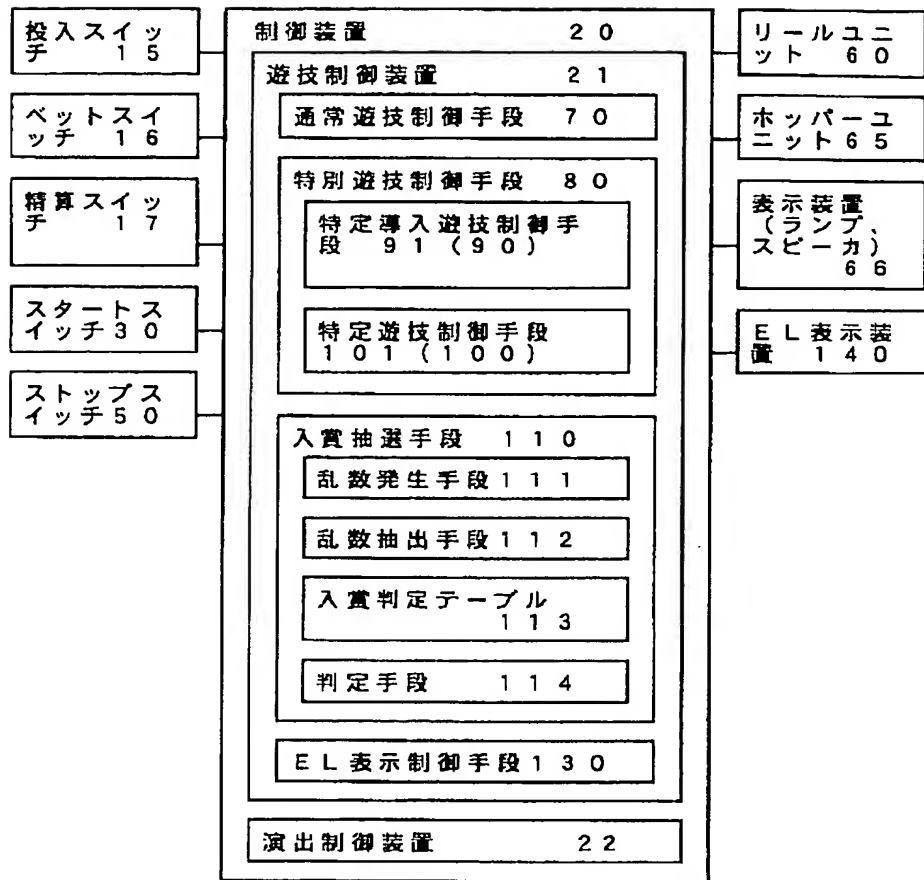 投入スイッ
チ 15
ベットスイ
ッチ 16
精算スイッ
チ 17
スタートス
イッチ30
ストップス
イッチ50
制御装置 20
遊技制御装置 21
通常遊技制御手段 70
特別遊技制御手段 80
特定導入遊技制御手
段 91(90)
特定遊技制御手段
101(100)
入賞抽選手段 110
乱数発生手段111
乱数抽出手段112
入賞判定テーブル
113
判定手段 114
EL表示制御手段130
演出制御装置 22
リールユニ
ット 60
ホッパーユ
ニット65
表示装置
(ランプ、
スピーカ)
66
EL表示装
置 140